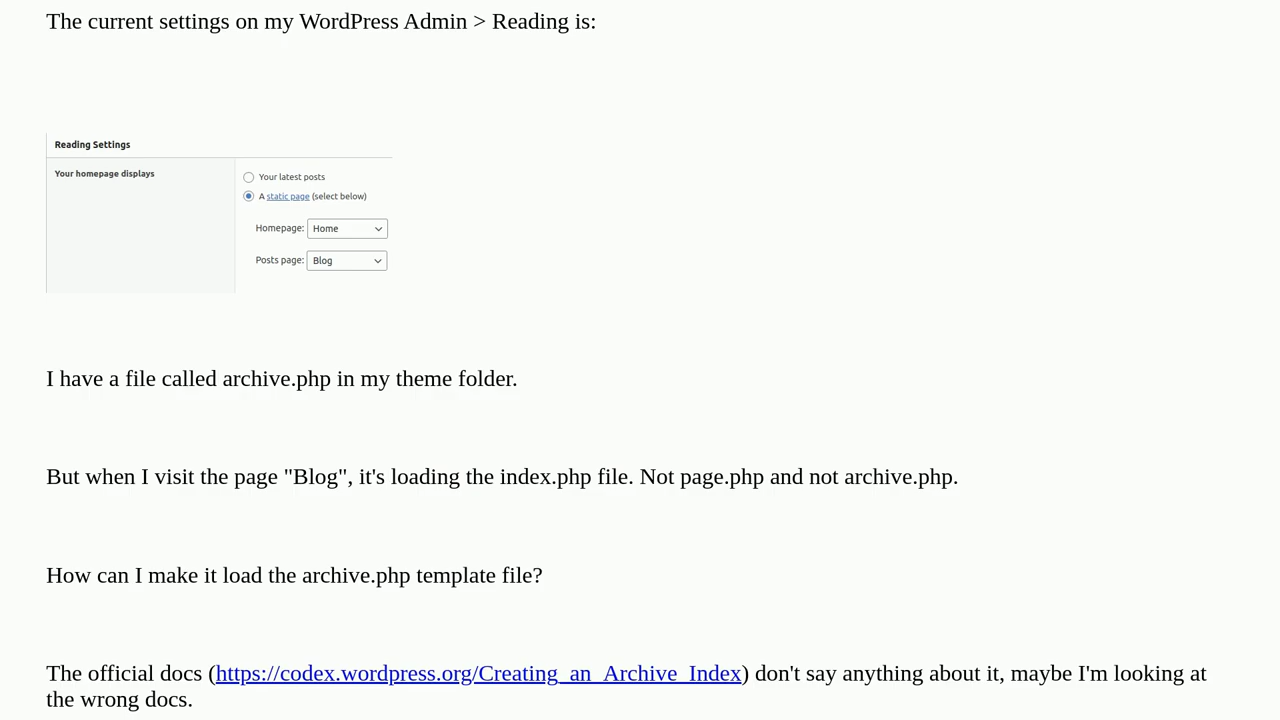 The current settings on my WordPress Admin > Reading is:
Reading Settings
Your homepage displays
Your latest posts
A static page (select below)
Homepage: Home
Posts page: Blog
I have a file called archive.php in my theme folder.
But when I visit the page "Blog", it's loading the index.php file. Not page.php and not archive.php.
How can I make it load the archive.php template file?
The official docs (https://codex.wordpress.org/Creating_an_Archive_Index) don't say anything about it, maybe I'm looking at
the wrong docs.